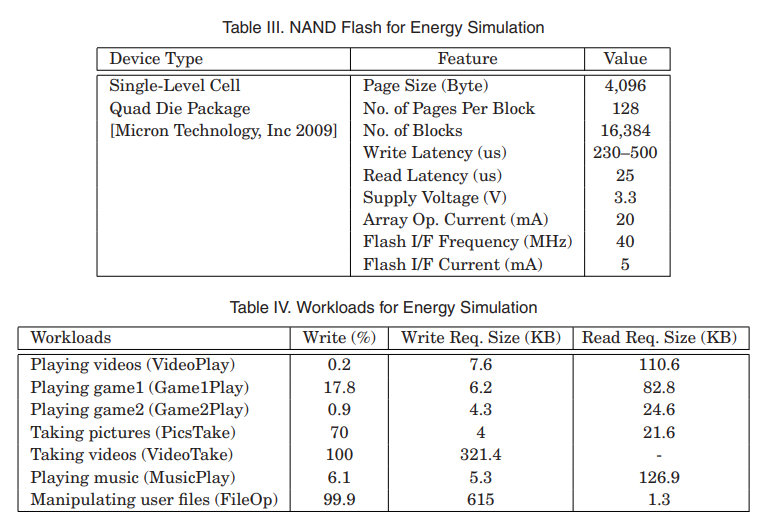 Table III. NAND Flash for Energy Simulation
Device Type Feature Value
Single-Level Cell Page Size (Byte) 4,096
Quad Die Package No. of Pages Per Block 128
[Micron Technology, Inc 2009] No. of Blocks 16,384
Write Latency (us) 230–500
Read Latency (us) 25
Supply Voltage (V) 3.3
Array Op. Current (mA) 20
Flash I/F Frequency (MHz) 40
Flash I/F Current (mA) 5
Table IV. Workloads for Energy Simulation
Workloads Write (%) Write Req. Size (KB) Read Req. Size (KB)
Playing videos (VideoPlay) 0.2 7.6 110.6
Playing game1 (Game1Play) 17.8 6.2 82.8
Playing game2 (Game2Play) 0.9 4.3 24.6
Taking pictures (PicsTake) 70 4 21.6
Taking videos (VideoTake) 100 321.4 -
Playing music (MusicPlay) 6.1 5.3 126.9
Manipulating user files (FileOp) 99.9 615 1.3